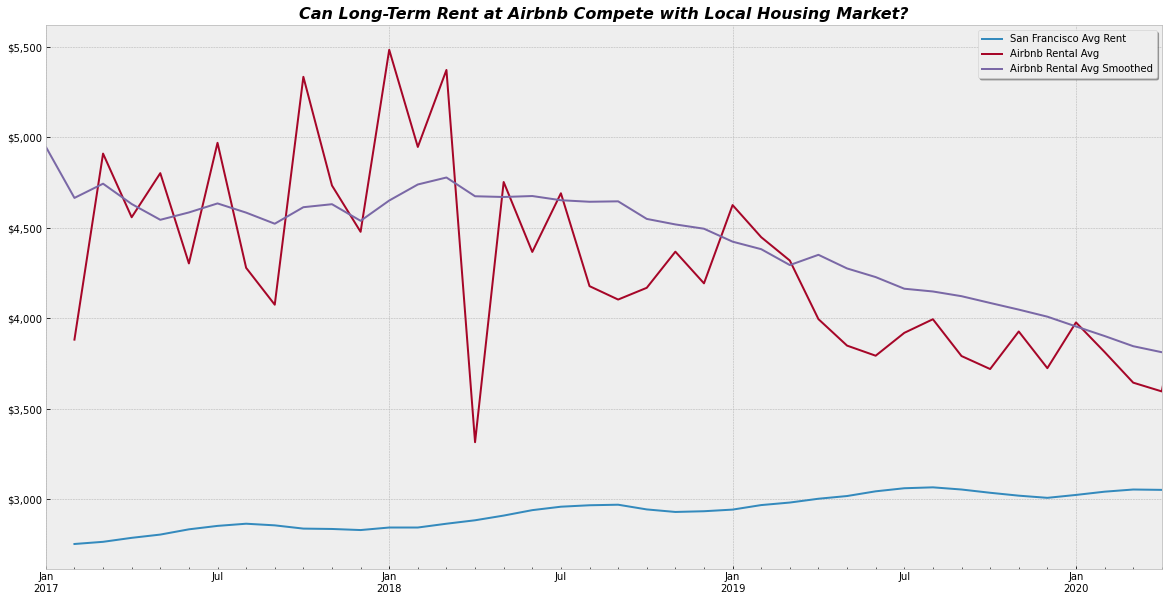 Can Long-Term Rent at Airbnb Compete with Local Housing Market?
San Francisco Avg Rent
Airbnb Rental Avg
Airbnb Rental Avg Smoothed
$5,500
$5,000
$4,500
$4,000
$3,500
$3,000
Jan Jul Jan Jul Jan Jul Jan
2017 2018 2019 2020